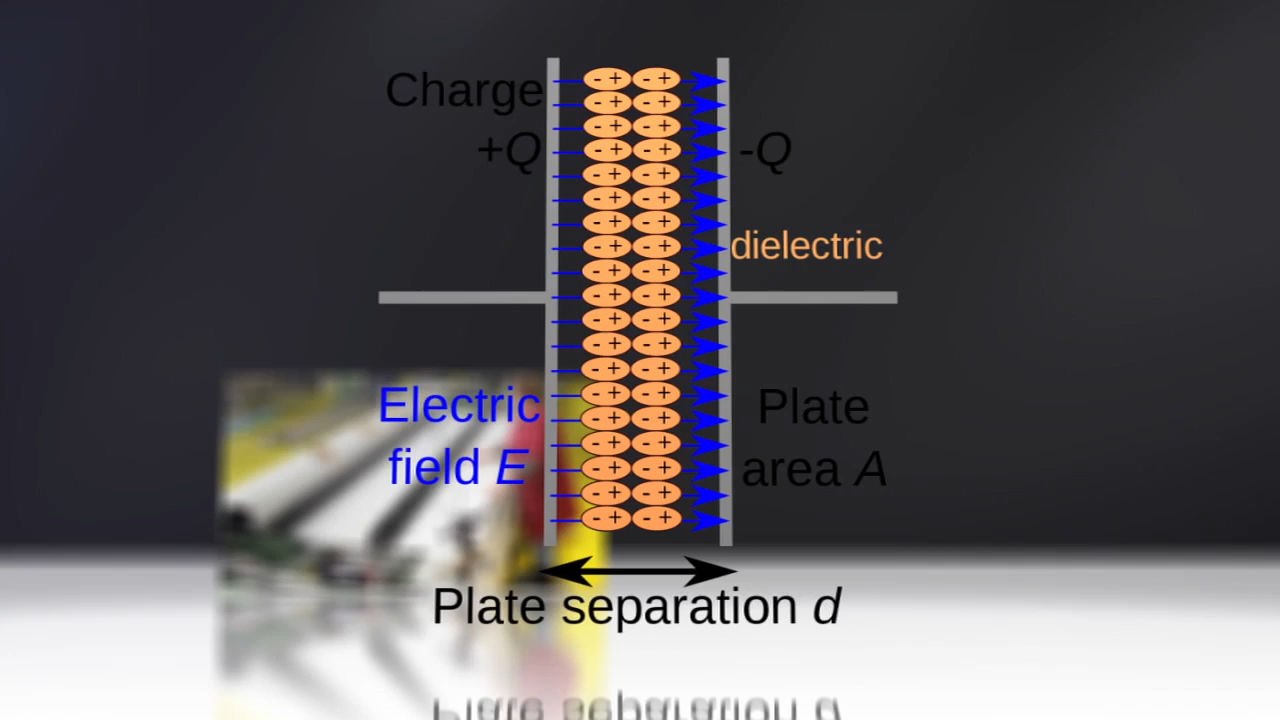 Charge
+Q
-Q
dielectric
Electric
field E
Plate
area A
Plate separation d